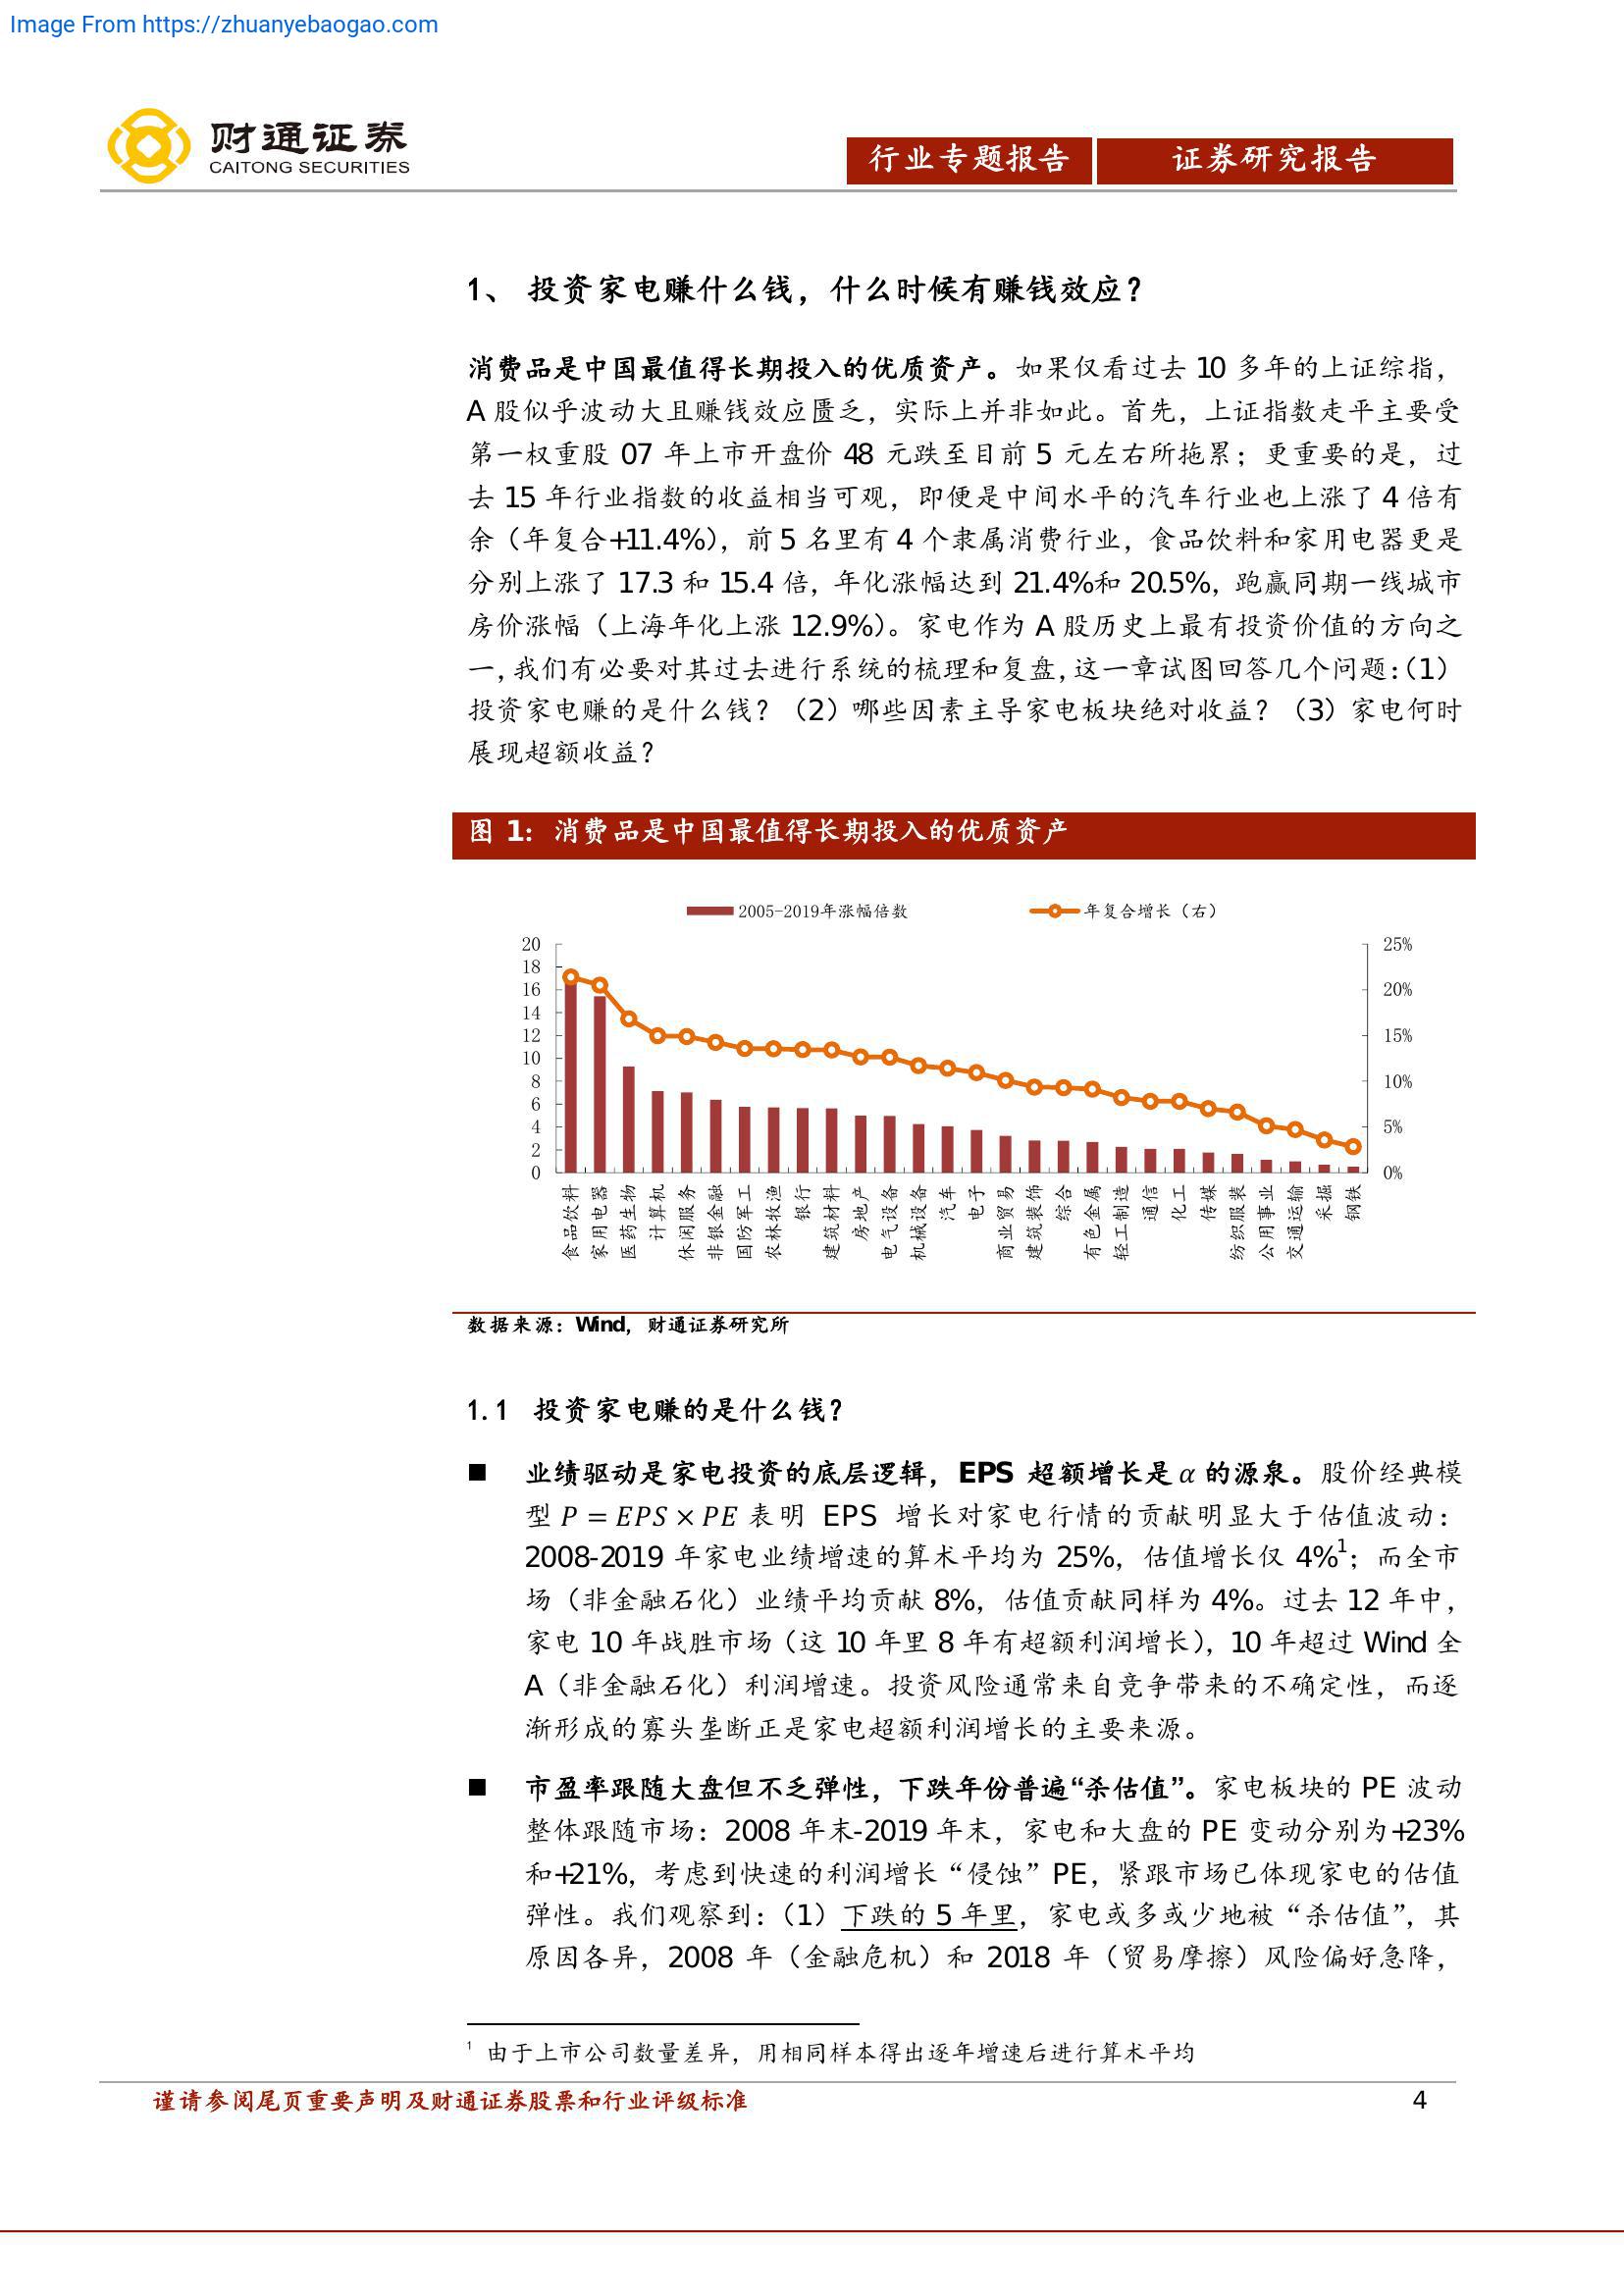 Image From https://zhuanyebaogao.com
财通证券
CAITONG SECURITIES
行业专题报告
证券研究报告
1、 投资家电赚什么钱，什么时候有赚钱效应？
消费品是中国最值得长期投入的优质资产。如果仅看过去 10 多年的上证综指，
A 股似乎波动大且赚钱效应匮乏，实际上并非如此。首先，上证指数走平主要受
第一权重股 07 年上市开盘价 48 元跌至目前 5 元左右所拖累；更重要的是，过
去 15 年行业指数的收益相当可观，即便是中间水平的汽车行业也上涨了 4 倍有
余（年复合+11.4%），前 5 名里有 4 个隶属消费行业，食品饮料和家用电器更是
分别上涨了 17.3 和 15.4 倍，年化涨幅达到 21.4%和 20.5%，跑赢同期一线城市
房价涨幅（上海年化上涨 12.9%）。家电作为 A 股历史上最有投资价值的方向之
一，我们有必要对其过去进行系统的梳理和复盘，这一章试图回答几个问题：（1）
投资家电赚的是什么钱？（2）哪些因素主导家电板块绝对收益？（3）家电何时
展现超额收益？
图 1： 消费品是中国最值得长期投入的优质资产
2005-2019年涨幅倍数
年复合增长（右）
20
18
16
14
12
10
8
6
4
2
0
25%
20%
15%
10%
5%
0%
食品饮料
家用电器
医药生物
计算机
休闲服务
非银金融
国防军工
农林牧渔
银行
建筑材料
房地产
电气设备
机械设备
汽车
电子
商业贸易
建筑装饰
综合
有色金属
轻工制造
通信
化工
传媒
纺织服装
公用事业
交通运输
采掘
钢铁
数据来源：Wind，财通证券研究所
1.1 投资家电赚的是什么钱？
■ 业绩驱动是家电投资的底层逻辑，EPS 超额增长是 α 的源泉。股价经典模
型 P = EPS × PE 表明 EPS 增长对家电行情的贡献明显大于估值波动：
2008-2019 年家电业绩增速的算术平均为 25%，估值增长仅 4%1；而全市
场（非金融石化）业绩平均贡献 8%，估值贡献同样为 4%。过去 12 年中，
家电 10 年战胜市场（这 10 年里 8 年有超额利润增长），10 年超过 Wind 全
A（非金融石化）利润增速。投资风险通常来自竞争带来的不确定性，而逐
渐形成的寡头垄断正是家电超额利润增长的主要来源。
■ 市盈率跟随大盘但不乏弹性，下跌年份普遍“杀估值”。家电板块的 PE 波动
整体跟随市场：2008 年末-2019 年末，家电和大盘的 PE 变动分别为+23%
和+21%，考虑到快速的利润增长“侵蚀”PE，紧跟市场已体现家电的估值
弹性。我们观察到：（1）下跌的 5 年里，家电或多或少地被“杀估值”，其
原因各异，2008 年（金融危机）和 2018 年（贸易摩擦）风险偏好急降，
1 由于上市公司数量差异，用相同样本得出逐年增速后进行算术平均
谨请参阅尾页重要声明及财通证券股票和行业评级标准
4